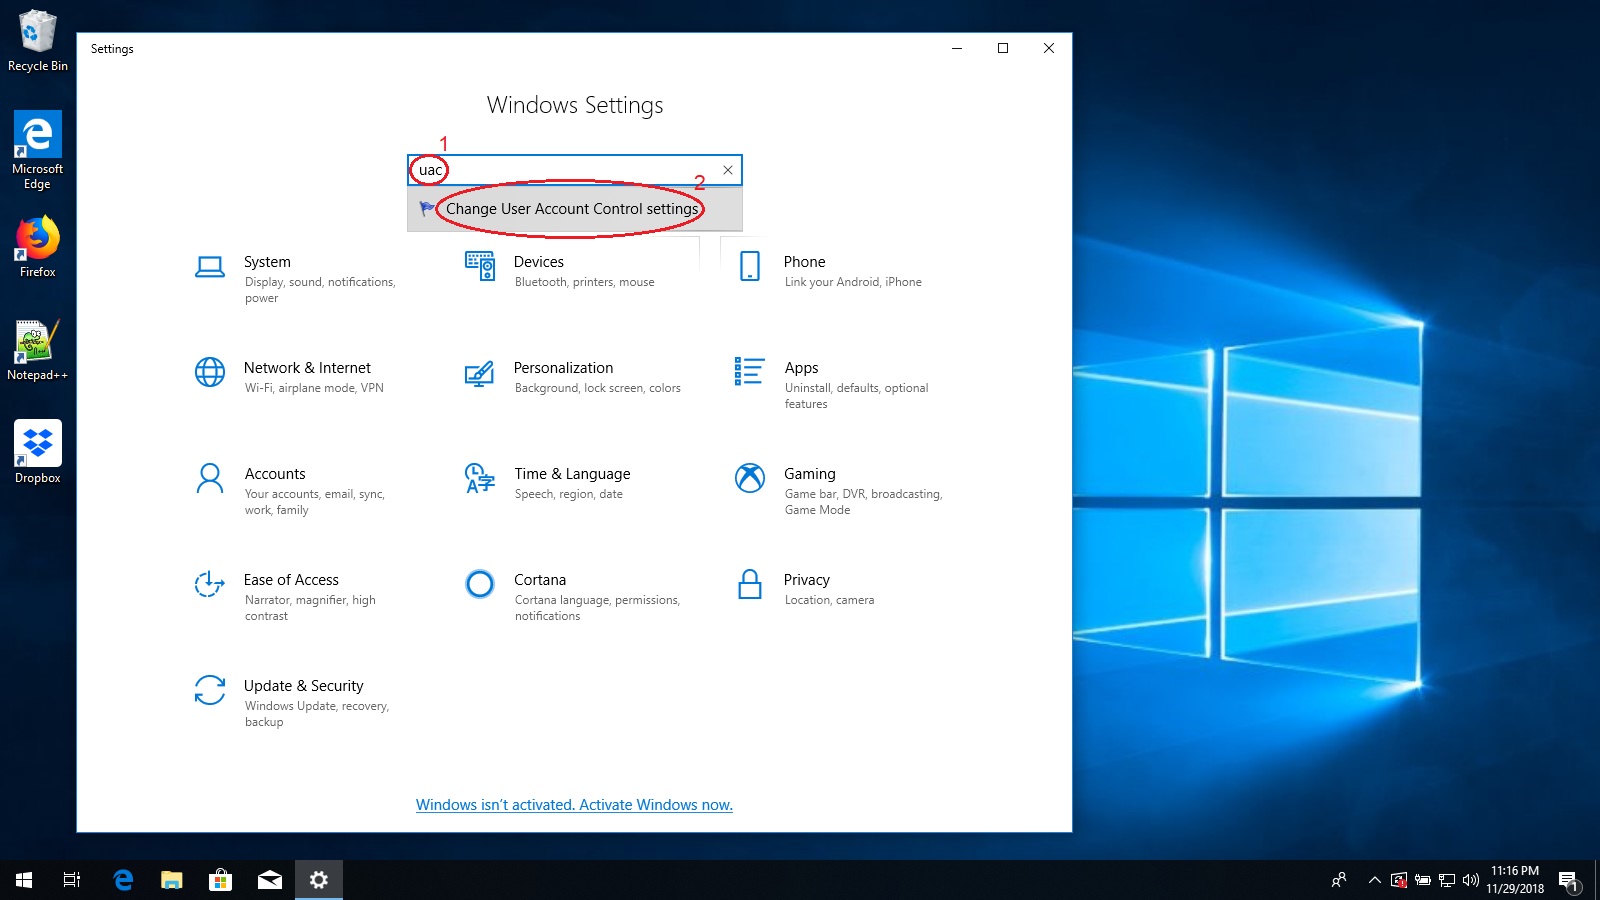 Recycle Bin
Microsoft
Edge
Firefox
Notepad++
Dropbox
Settings
Windows Settings
1
uac
2
Change User Account Control settings
System
Display, sound, notifications,
power
Devices
Bluetooth, printers, mouse
Phone
Link your Android, iPhone
Network & Internet
Wi-Fi, airplane mode, VPN
Personalization
Background, lock screen, colors
Apps
Uninstall, defaults, optional
features
Accounts
Your accounts, email, sync,
work, family
Time & Language
Speech, region, date
Gaming
Game bar, DVR, broadcasting,
Game Mode
Ease of Access
Narrator, magnifier, high
contrast
Cortana
Cortana language, permissions,
notifications
Privacy
Location, camera
Update & Security
Windows Update, recovery,
backup
Windows isn't activated. Activate Windows now.
11:16 PM
11/29/2018
1